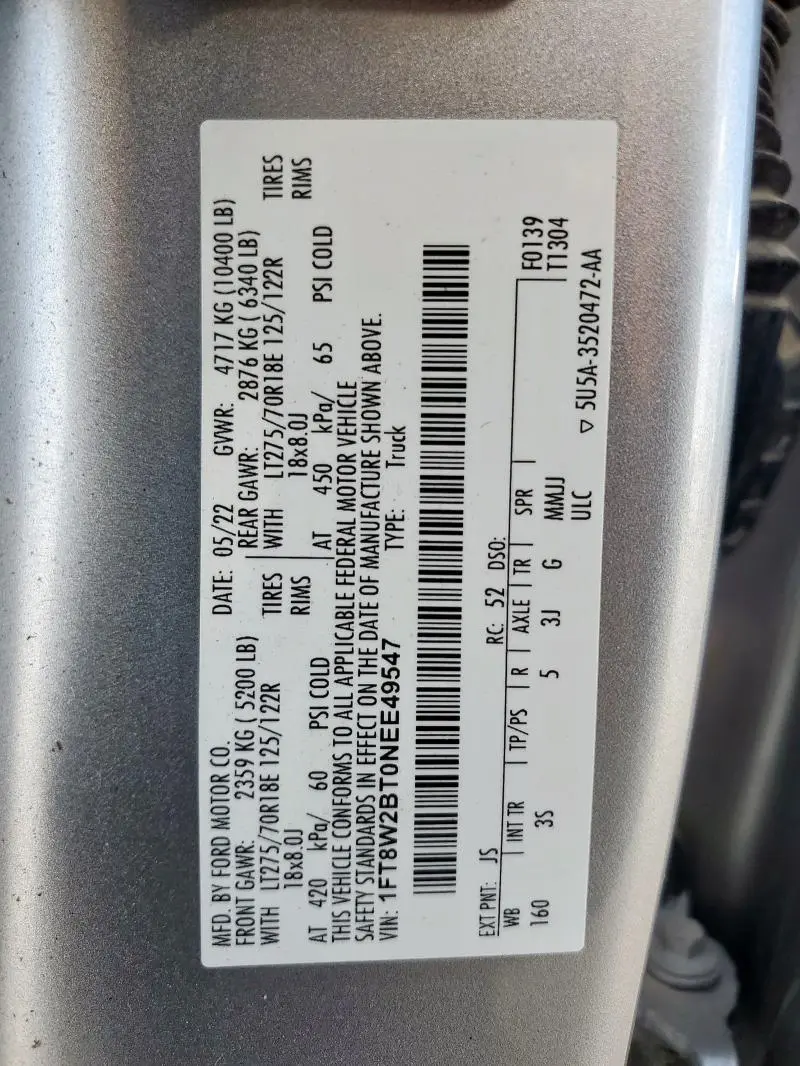 MFD. BY FORD MOTOR CO. DATE: 05/22 GVWR: 4717 KG (10400 LB)
FRONT GAWR: 2359 KG ( 5200 LB) REAR GAWR: 2876 KG ( 6340 LB)
WITH LT275/70R18E 125/122R TIRES WITH LT275/70R18E 125/122R TIRES
18x8.0J RIMS 18x8.0J RIMS
AT 420 kPa/ 60 PSI COLD AT 450 kPa/ 65 PSI COLD
THIS VEHICLE CONFORMS TO ALL APPLICABLE FEDERAL MOTOR VEHICLE
SAFETY STANDARDS IN EFFECT ON THE DATE OF MANUFACTURE SHOWN ABOVE.
VIN: 1FT8W2BT0NEE49547 TYPE: Truck
EXT PNT: JS RC: 52 DSO: F0139
WB INT TR TP/PS R AXLE TR SPR T1304
160 3S 5 3J G MMJJ
ULC
▽ 5U5A-3520472-AA